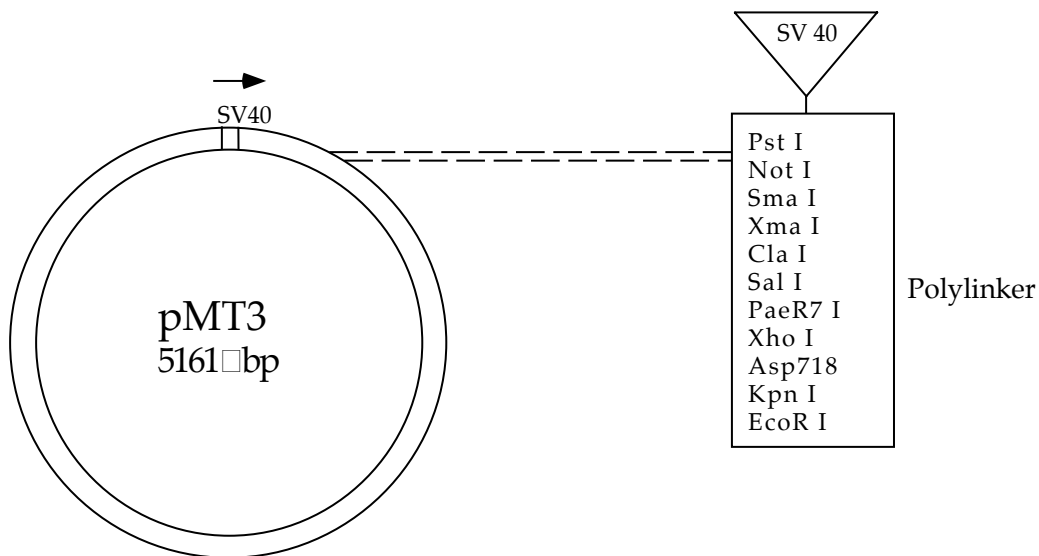 SV 40
SV40
Pst I
Not I
Sma I
Xma I
Cla I
Sal I
PaeR7 I
Xho I
Asp718
Kpn I
EcoR I
Polylinker
pMT3
5161□bp